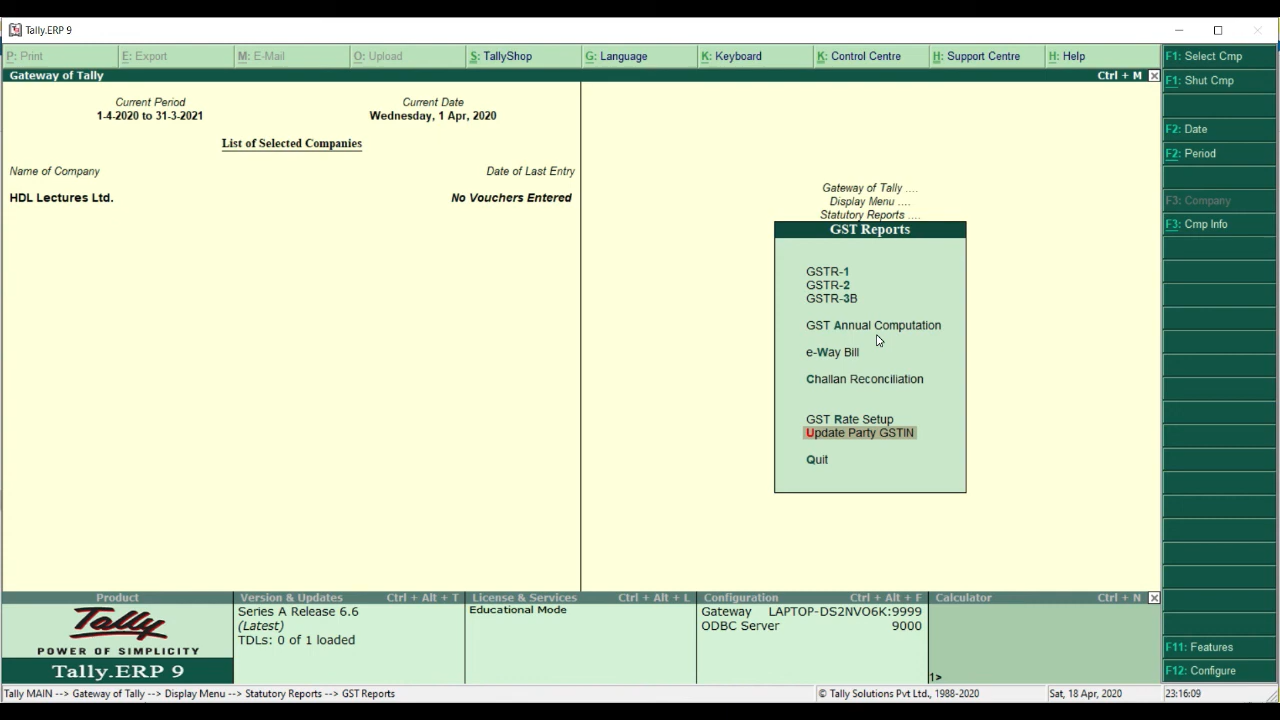 Tally.ERP 9
P: Print
E: Export
M: E-Mail
O: Upload
S: TallyShop
G: Language
K: Keyboard
K: Control Centre
H: Support Centre
H: Help
F1: Select Cmp
Gateway of Tally
Ctrl + M
F1: Shut Cmp
Current Period
Current Date
1-4-2020 to 31-3-2021
Wednesday, 1 Apr, 2020
F2: Date
List of Selected Companies
F2: Period
Name of Company
Date of Last Entry
HDL Lectures Ltd.
No Vouchers Entered
F3: Company
F3: Cmp Info
Gateway of Tally ....
Display Menu ....
Statutory Reports ....
GST Reports
GSTR-1
GSTR-2
GSTR-3B
GST Annual Computation
e-Way Bill
Challan Reconciliation
GST Rate Setup
Update Party GSTIN
Quit
Product
Version & Updates
Ctrl + Alt + T
License & Services
Ctrl + Alt + L
Configuration
Ctrl + Alt + F
Calculator
Ctrl + N
Tally
POWER OF SIMPLICITY
Tally.ERP 9
Series A Release 6.6
(Latest)
TDLs: 0 of 1 loaded
Educational Mode
Gateway LAPTOP-DS2NVO6K:9999
ODBC Server 9000
1>
F11: Features
F12: Configure
Tally MAIN --> Gateway of Tally --> Display Menu --> Statutory Reports --> GST Reports
© Tally Solutions Pvt Ltd., 1988-2020
Sat, 18 Apr, 2020
23:16:09